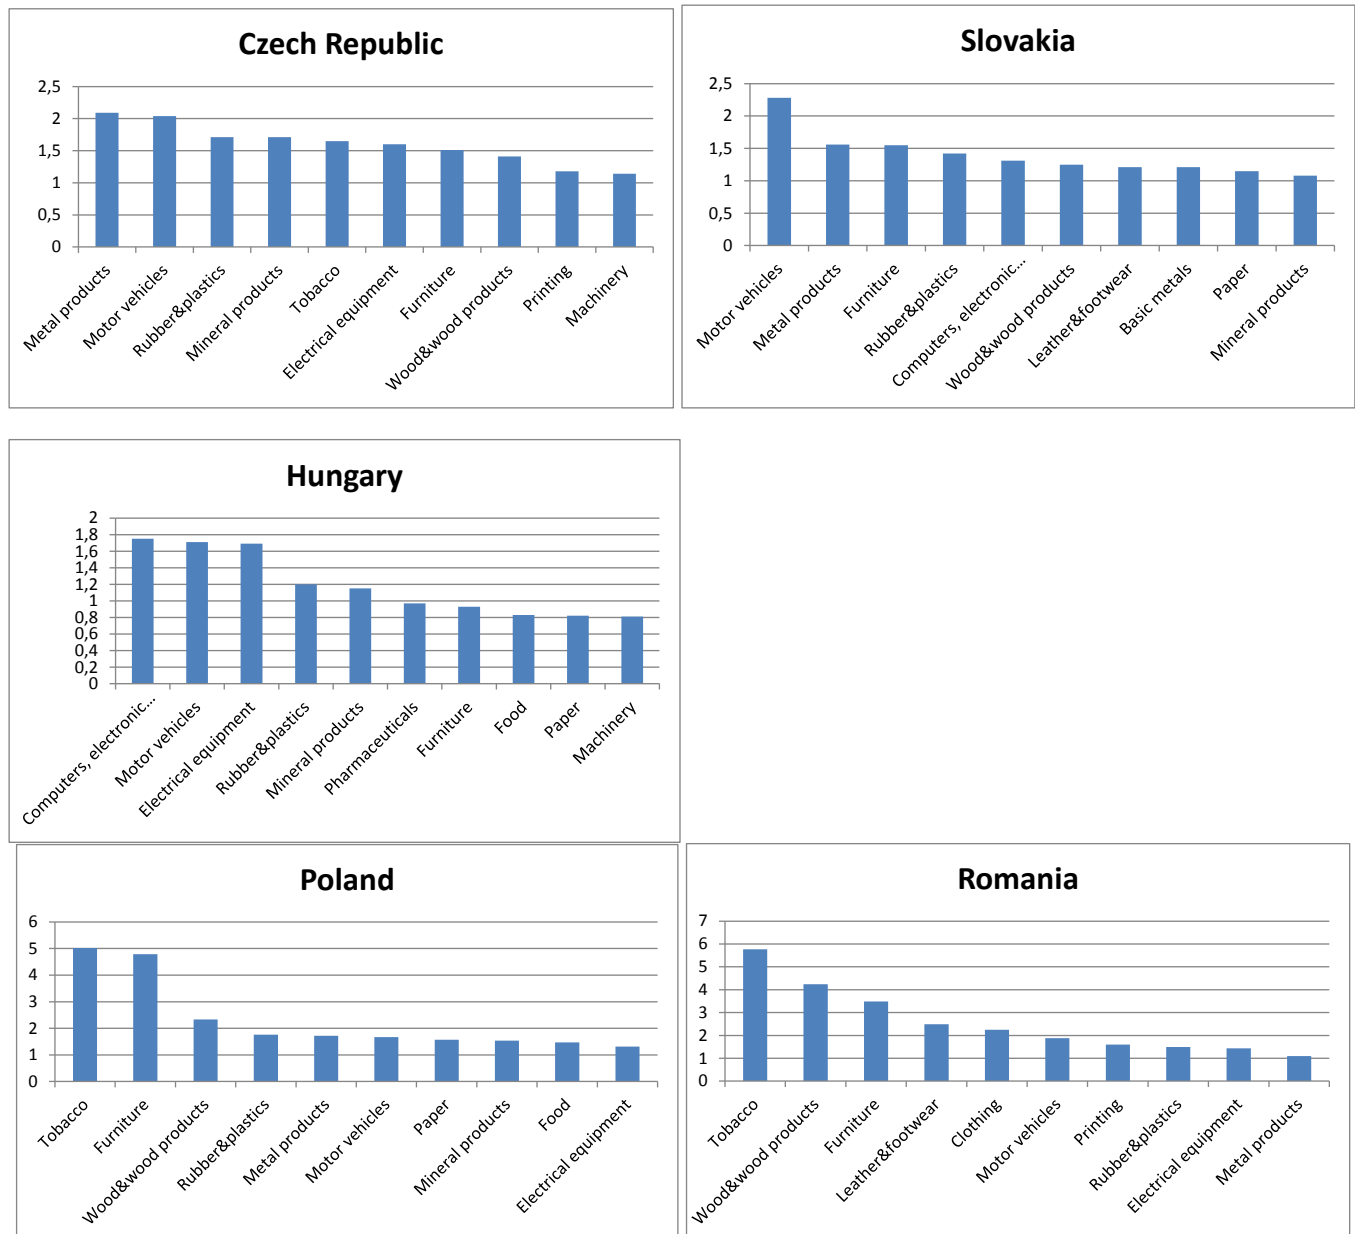 Czech Republic
2,5
2
1,5
1
0,5
0
Metal products
Motor vehicles
Rubber&plastics
Mineral products
Tobacco
Electrical equipment
Furniture
Wood&wood products
Printing
Machinery
Slovakia
2,5
2
1,5
1
0,5
0
Motor vehicles
Metal products
Furniture
Rubber&plastics
Computers, electronic...
Wood&wood products
Leather&footwear
Basic metals
Paper
Mineral products
Hungary
2
1,8
1,6
1,4
1,2
1
0,8
0,6
0,4
0,2
0
Computers, electronic...
Motor vehicles
Electrical equipment
Rubber&plastics
Mineral products
Pharmaceuticals
Furniture
Food
Paper
Machinery
Poland
6
5
4
3
2
1
0
Tobacco
Furniture
Wood&wood products
Rubber&plastics
Metal products
Motor vehicles
Paper
Mineral products
Food
Electrical equipment
Romania
7
6
5
4
3
2
1
0
Tobacco
Wood&wood products
Furniture
Leather&footwear
Clothing
Motor vehicles
Printing
Rubber&plastics
Electrical equipment
Metal products